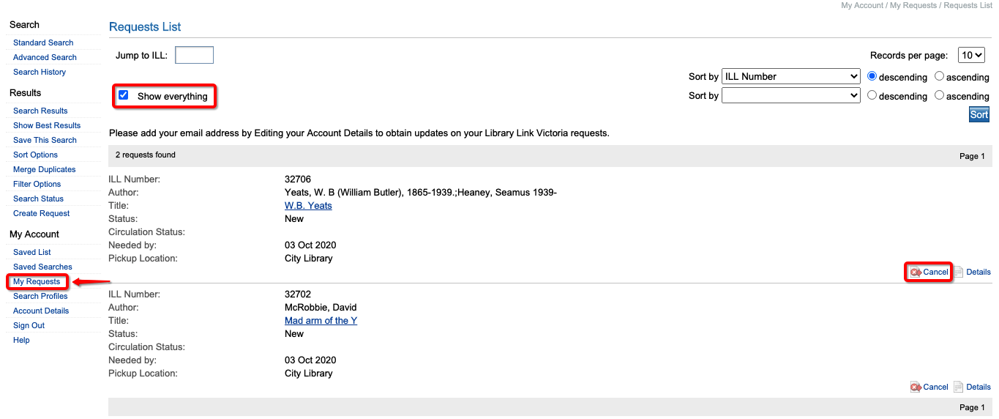 My Account / My Requests / Requests List
Search
Standard Search
Advanced Search
Search History
Results
Search Results
Show Best Results
Save This Search
Sort Options
Merge Duplicates
Filter Options
Search Status
Create Request
My Account
Saved List
Saved Searches
My Requests
Search Profiles
Account Details
Sign Out
Help
Requests List
Jump to ILL:
Records per page: 10
Sort by ILL Number descending ascending
Show everything
Sort by descending ascending
Sort
Please add your email address by Editing your Account Details to obtain updates on your Library Link Victoria requests.
2 requests found Page 1
ILL Number: 32706
Author: Yeats, W. B (William Butler), 1865-1939.;Heaney, Seamus 1939-
Title: W.B. Yeats
Status: New
Circulation Status:
Needed by: 03 Oct 2020
Pickup Location: City Library
Cancel Details
ILL Number: 32702
Author: McRobbie, David
Title: Mad arm of the Y
Status: New
Circulation Status:
Needed by: 03 Oct 2020
Pickup Location: City Library
Cancel Details
Page 1